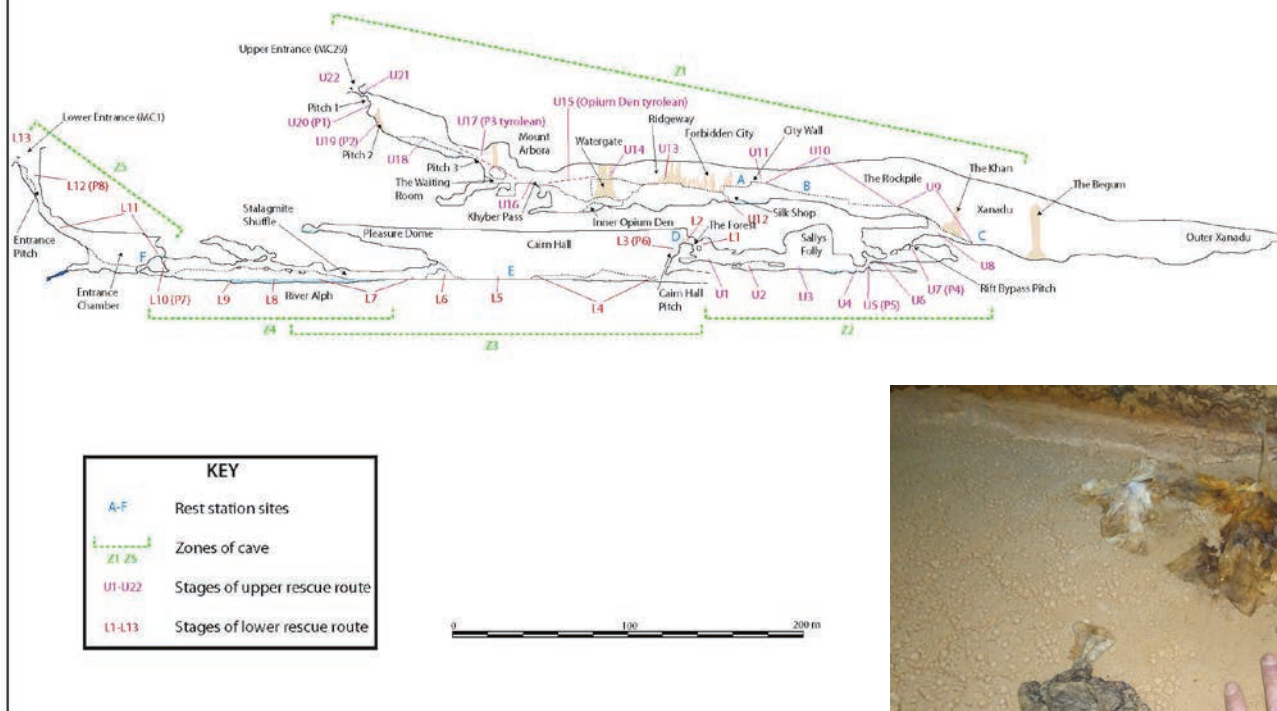 Z1
Upper Entrance (MC29)
U22
U21
Pitch 1
U20 (P1)
U19 (P2)
Pitch 2
U18
U17 (P3 tyrolean)
Mount
Arbora
Pitch 3
The Waiting
Room
U16
Khyber Pass
U15 (Opium Den tyrolean)
Watergate
U14
Ridgeway
U13
Forbidden City
City Wall
U11
U10
A
B
The Rockpile
U9
The Khan
Xanadu
The Begum
C
Outer Xanadu
U12
Silk Shop
Inner Opium Den
U8
Lower Entrance (MC1)
L13
Z5
L12 (P8)
L11
Entrance
Pitch
F
Entrance
Chamber
L10 (P7)
Stalagmite
Shuffle
Pleasure Dome
Cairn Hall
L2
D
The Forest
L1
L3 (P6)
Sallys
Folly
L9
L8
River Alph
L7
L6
E
L5
L4
Cairn Hall
Pitch
U1
U2
U3
U4
U5 (P5)
U6
U7 (P4)
Rift Bypass Pitch
Z4
Z3
Z2
KEY
A-F Rest station sites
Z1 Z5 Zones of cave
U1-U22 Stages of upper rescue route
L1-L13 Stages of lower rescue route
0 100 200 m